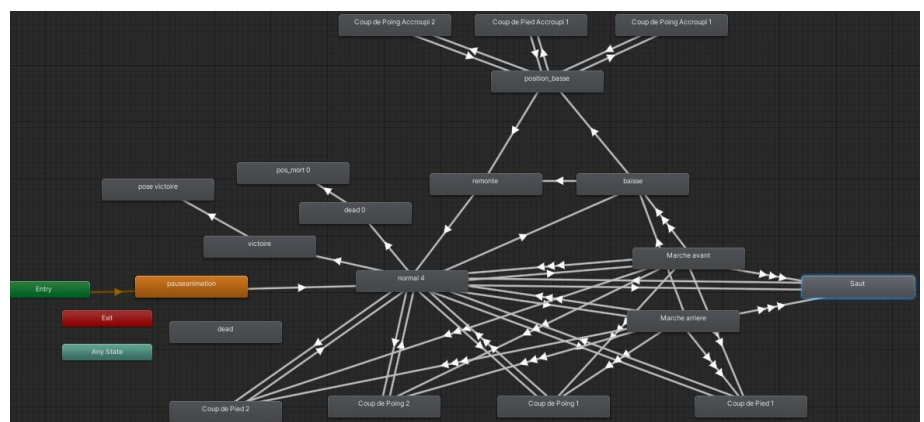 Coup de Poing Accroupi 2
Coup de Pied Accroupi 1
Coup de Poing Accroupi 1
position_basse
pos_mort 0
pose victoire
remonte
baisse
dead 0
victoire
Marche avant
normal 4
Entry
pauseanimation
Saut
Exit
dead
Marche arriere
Any State
Coup de Pied 2
Coup de Poing 2
Coup de Poing 1
Coup de Pied 1